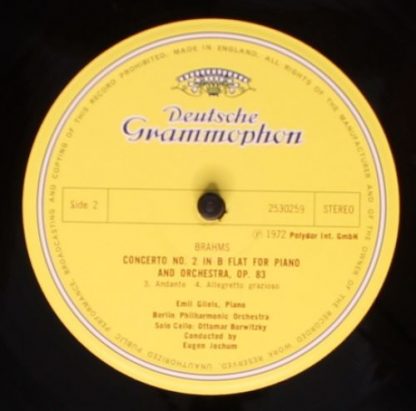 ALL RIGHTS OF THE MANUFACTURER AND OF THE OWNER OF THE RECORDED WORK RESERVED. UNAUTHORIZED PUBLIC PERFORMANCE, BROADCASTING AND COPYING OF THIS RECORD PROHIBITED. MADE IN ENGLAND.
Deutsche
Grammophon
Side 2
2530259
STEREO
℗ 1972 Polydor Int. GmbH
BRAHMS
CONCERTO NO. 2 IN B FLAT FOR PIANO
AND ORCHESTRA, OP. 83
3. Andante 4. Allegretto grazioso
Emil Gilels, Piano
Berlin Philharmonic Orchestra
Solo Cello: Ottomar Borwitzky
Conducted by
Eugen Jochum